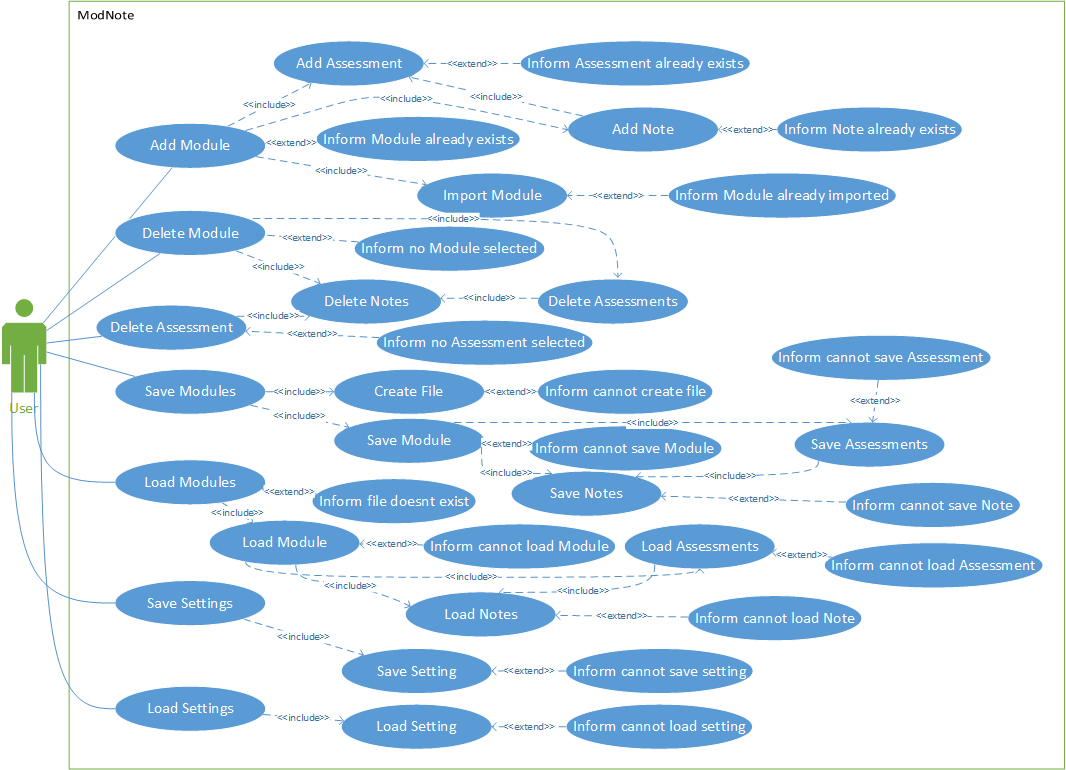 ModNote
Add Assessment
<<extend>>
Inform Assessment already exists
<<include>>
<<include>>
<<include>>
Add Note
<<extend>>
Inform Note already exists
Add Module
<<extend>>
Inform Module already exists
<<include>>
Import Module
<<extend>>
Inform Module already imported
Delete Module
<<include>>
<<extend>>
Inform no Module selected
<<include>>
Delete Notes
<<include>>
Delete Assessments
Delete Assessment
<<include>>
<<extend>>
Inform no Assessment selected
Inform cannot save Assessment
<<extend>>
Save Modules
<<include>>
Create File
<<extend>>
Inform cannot create file
User
<<include>>
<<include>>
Save Module
<<extend>>
Inform cannot save Module
Save Assessments
<<include>>
<<include>>
Load Modules
<<extend>>
Inform file doesnt exist
Save Notes
<<extend>>
Inform cannot save Note
<<include>>
Load Module
<<extend>>
Inform cannot load Module
Load Assessments
<<extend>>
Inform cannot load Assessment
<<include>>
<<include>>
<<include>>
Save Settings
Load Notes
<<extend>>
Inform cannot load Note
<<include>>
Save Setting
<<extend>>
Inform cannot save setting
Load Settings
<<include>>
Load Setting
<<extend>>
Inform cannot load setting